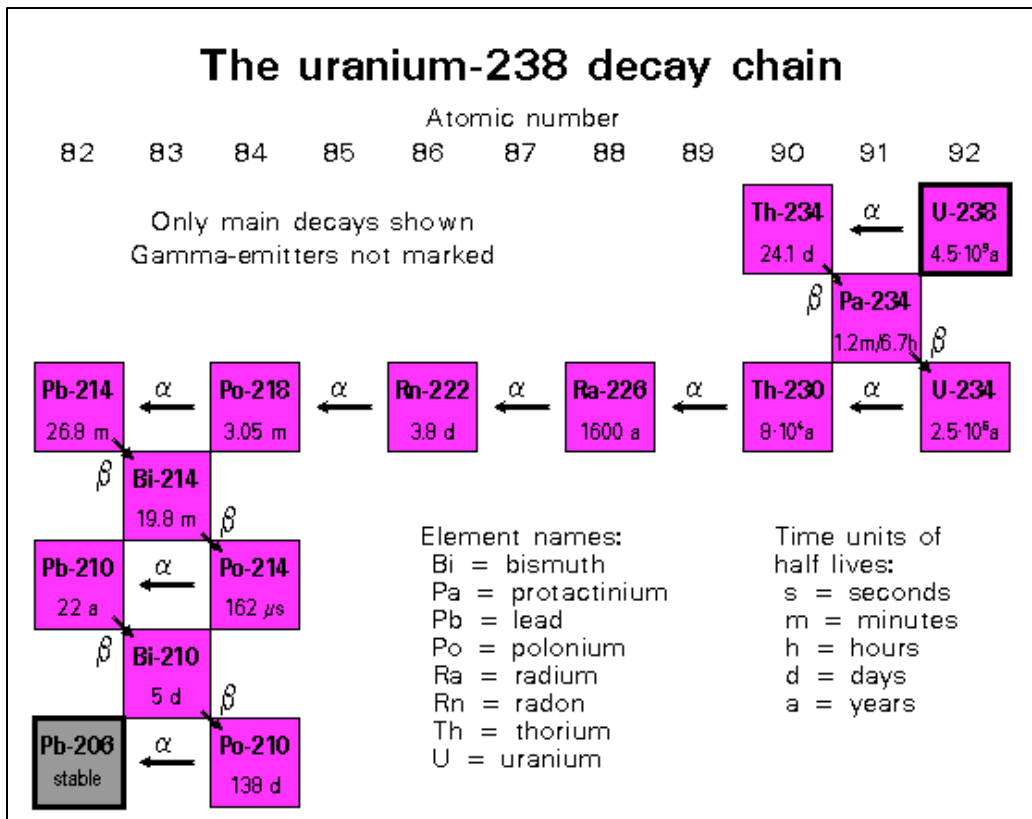 The uranium-238 decay chain
Atomic number
82 83 84 85 86 87 88 89 90 91 92
Only main decays shown
Gamma-emitters not marked
Th-234 α U-238
24.1 d 4.5·10⁹a
β Pa-234
1.2m/6.7h β
Pb-214 α Po-218 α Rn-222 α Ra-226 α Th-230 α U-234
26.8 m 3.05 m 3.8 d 1600 a 8·10⁴a 2.5·10⁵a
β Bi-214
19.8 m β
Pb-210 α Po-214
22 a 162 µs
β Bi-210
5 d β
Pb-206 α Po-210
stable 138 d
Element names:
Bi = bismuth
Pa = protactinium
Pb = lead
Po = polonium
Ra = radium
Rn = radon
Th = thorium
U = uranium
Time units of
half lives:
s = seconds
m = minutes
h = hours
d = days
a = years